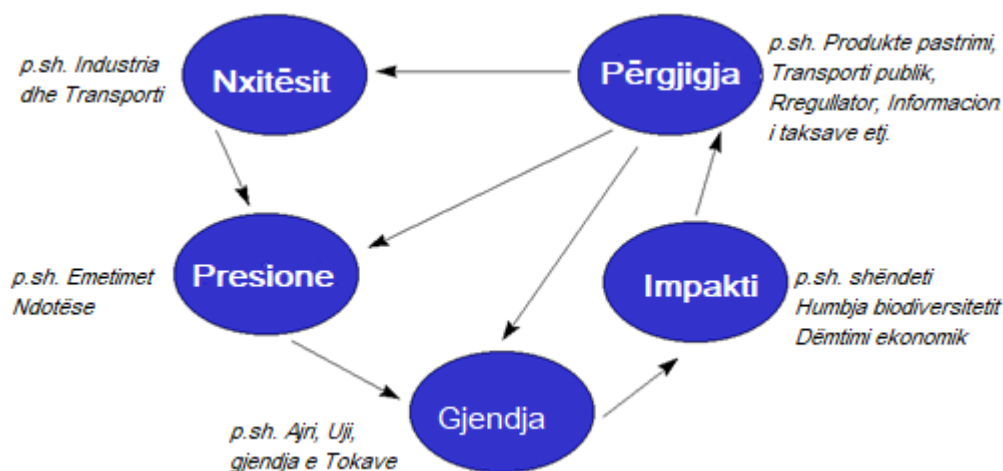 p.sh. Industria
dhe Transporti
Nxitësit
Përgjigja
p.sh. Produkte pastrimi,
Transporti publik,
Rregullator, Informacion
i taksave etj.
p.sh. Emetimet
Ndotëse
Presione
Impakti
p.sh. shëndeti
Humbja biodiversitetit
Dëmtimi ekonomik
p.sh. Ajri, Uji,
gjendja e Tokave
Gjendja